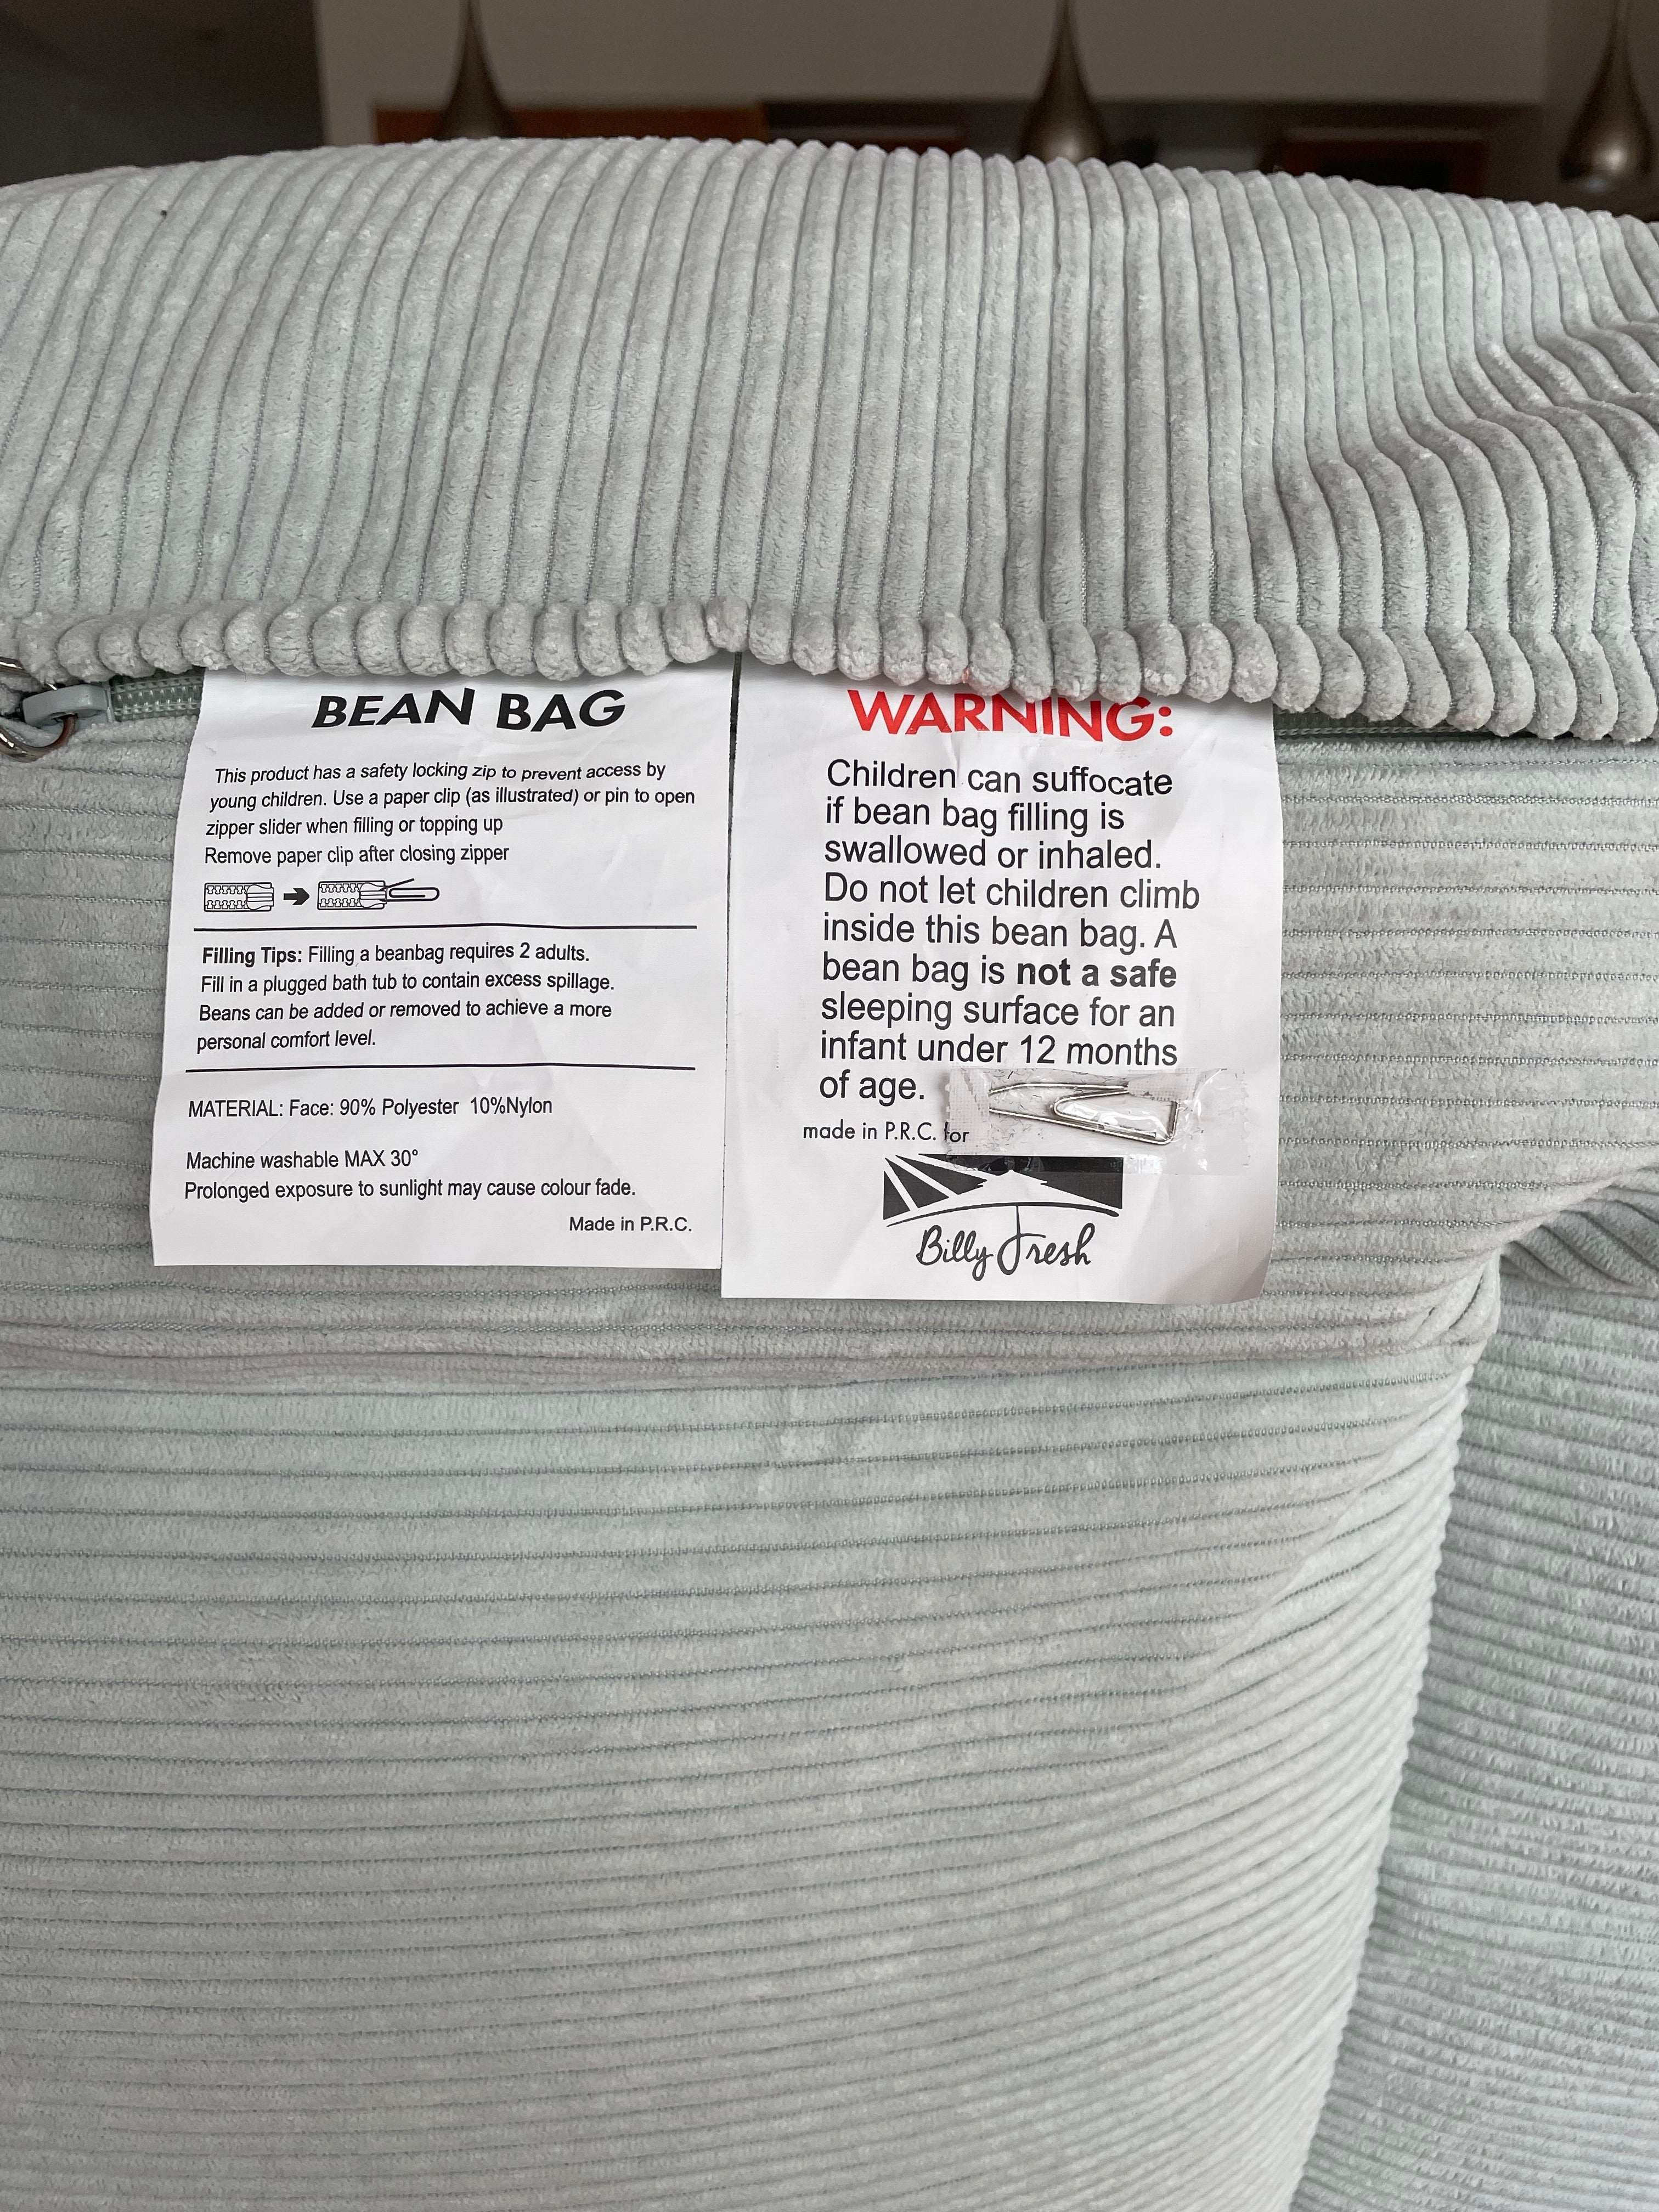 BEAN BAG
This product has a safety locking zip to prevent access by
young children. Use a paper clip (as illustrated) or pin to open
zipper slider when filling or topping up
Remove paper clip after closing zipper
Filling Tips: Filling a beanbag requires 2 adults.
Fill in a plugged bath tub to contain excess spillage.
Beans can be added or removed to achieve a more
personal comfort level.
MATERIAL: Face: 90% Polyester 10%Nylon
Machine washable MAX 30°
Prolonged exposure to sunlight may cause colour fade.
Made in P.R.C.
WARNING:
Children can suffocate
if bean bag filling is
swallowed or inhaled.
Do not let children climb
inside this bean bag. A
bean bag is not a safe
sleeping surface for an
infant under 12 months
of age.
made in P.R.C. for
Billy Fresh